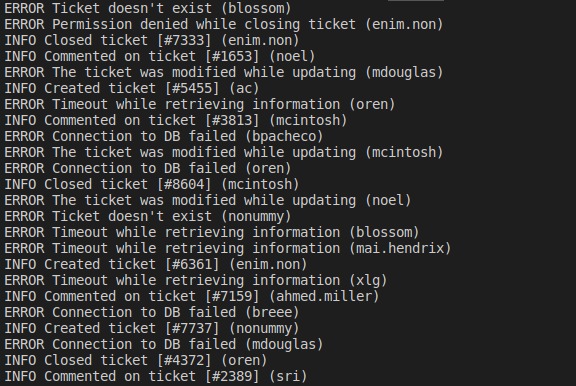 ERROR Ticket doesn't exist (blossom)
ERROR Permission denied while closing ticket (enim.non)
INFO Closed ticket [#7333] (enim.non)
INFO Commented on ticket [#1653] (noel)
ERROR The ticket was modified while updating (mdouglas)
INFO Created ticket [#5455] (ac)
ERROR Timeout while retrieving information (oren)
INFO Commented on ticket [#3813] (mcintosh)
ERROR Connection to DB failed (bpacheco)
ERROR The ticket was modified while updating (mcintosh)
ERROR Connection to DB failed (oren)
INFO Closed ticket [#8604] (mcintosh)
ERROR The ticket was modified while updating (noel)
ERROR Ticket doesn't exist (nonummy)
ERROR Timeout while retrieving information (blossom)
ERROR Timeout while retrieving information (mai.hendrix)
INFO Created ticket [#6361] (enim.non)
ERROR Timeout while retrieving information (xlg)
INFO Commented on ticket [#7159] (ahmed.miller)
ERROR Connection to DB failed (breee)
INFO Created ticket [#7737] (nonummy)
ERROR Connection to DB failed (mdouglas)
INFO Closed ticket [#4372] (oren)
INFO Commented on ticket [#2389] (sri)